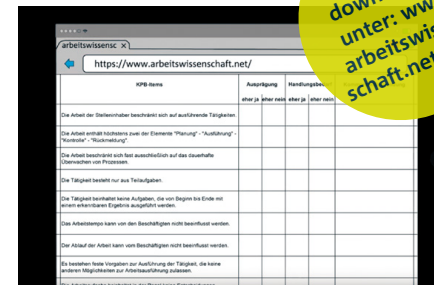 down
unter: www
arbeitswis
schaft.net
arbeitswissensc x
https://www.arbeitswissenschaft.net/
KPB-Items
Ausprägung
Handlungsbedarf
eher ja
eher nein
eher ja
eher nein
Die Arbeit der Stelleninhaber beschränkt sich auf ausführende Tätigkeiten.
Die Arbeit enthält höchstens zwei der Elemente "Planung" - "Ausführung" -
"Kontrolle" - "Rückmeldung".
Die Arbeit beschränkt sich fast ausschließlich auf das dauerhafte
Überwachen von Prozessen.
Die Tätigkeit besteht nur aus Teilaufgaben.
Die Tätigkeit beinhaltet keine Aufgaben, die von Beginn bis Ende mit
einem erkennbaren Ergebnis ausgeführt werden.
Das Arbeitstempo kann von den Beschäftigten nicht beeinflusst werden.
Der Ablauf der Arbeit kann vom Beschäftigten nicht beeinflusst werden.
Es bestehen feste Vorgaben zur Ausführung der Tätigkeit, die keine
anderen Möglichkeiten zur Arbeitsausführung zulassen.